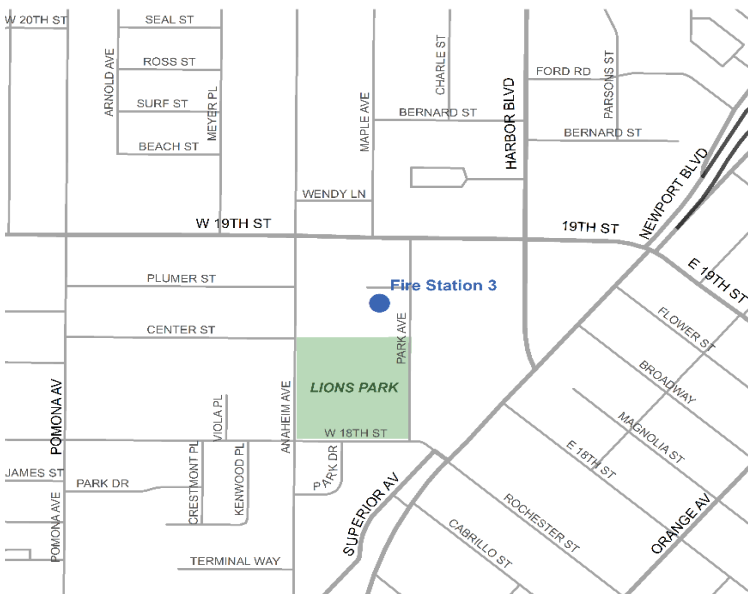 W 20TH ST
SEAL ST
ROSS ST
SURF ST
BEACH ST
ARNOLD AVE
MEYER PL
MAPLE AVE
CHARLE ST
BERNARD ST
HARBOR BLVD
FORD RD
PARSONS ST
BERNARD ST
NEWPORT BLVD
WENDY LN
W 19TH ST
19TH ST
E 19TH ST
PLUMER ST
Fire Station 3
CENTER ST
PARK AVE
FLOWER ST
BROADWAY
MAGNOLIA ST
E 18TH ST
LIONS PARK
W 18TH ST
ANAHEIM AVE
POMONA AV
VIOLA PL
JAMES ST
PARK DR
CRESTMONT PL
KENWOOD PL
PARK DR
SUPERIOR AV
ROCHESTER ST
CABRILLO ST
ORANGE AV
POMONA AVE
TERMINAL WAY